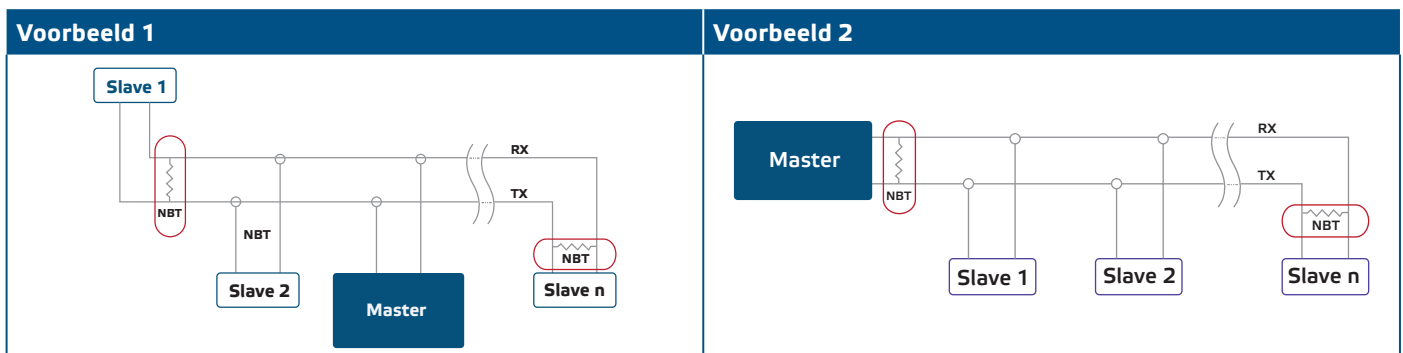 Voorbeeld 1
Slave 1
RX
TX
NBT
NBT
NBT
Slave 2
Master
Slave n
Voorbeeld 2
Master
RX
TX
NBT
NBT
Slave 1
Slave 2
Slave n